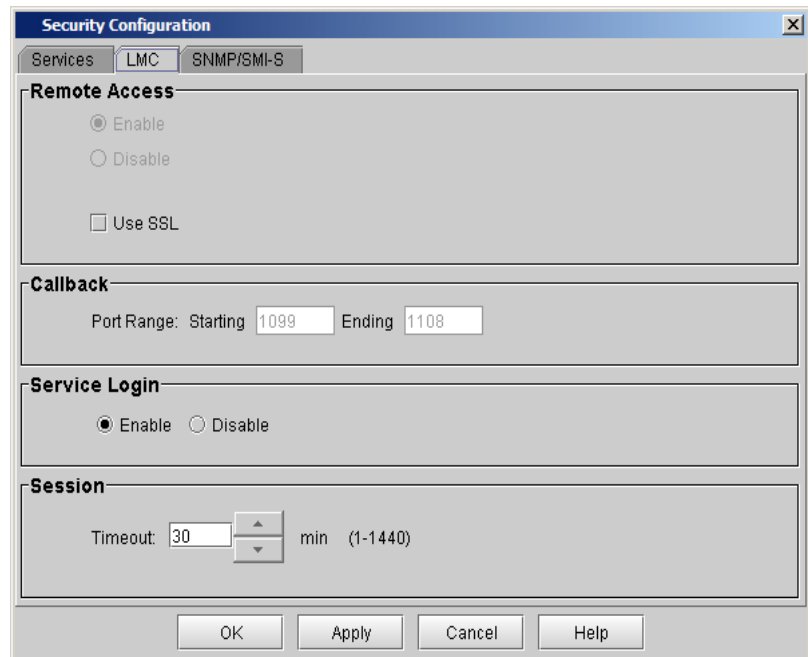 Security Configuration
Services LMC SNMP/SMI-S
Remote Access
Enable
Disable
Use SSL
Callback
Port Range: Starting 1099 Ending 1108
Service Login
Enable Disable
Session
Timeout: 30 min (1-1440)
OK Apply Cancel Help